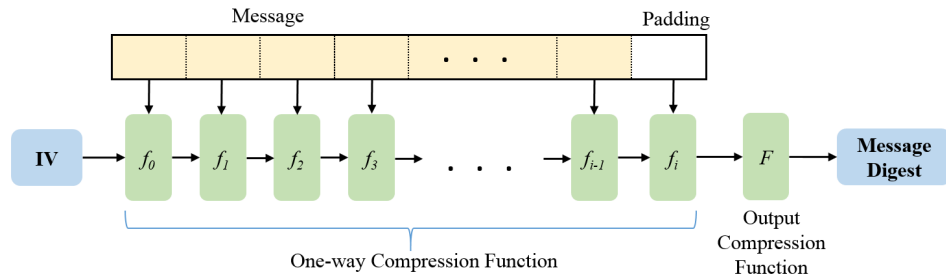 Message
Padding
. . .
IV
f0
f1
f2
f3
. . .
fi-1
fi
F
Message
Digest
One-way Compression Function
Output
Compression
Function